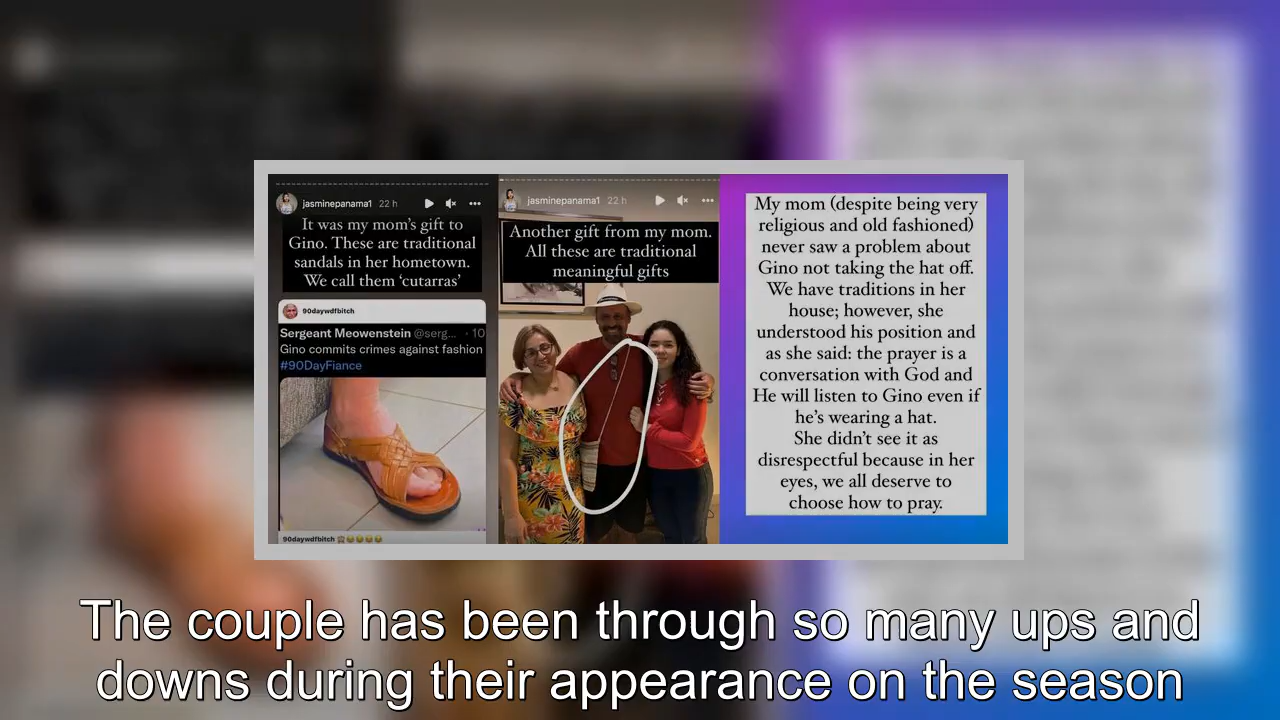 jasminepanama1 22 h
It was my mom's gift to
Gino. These are traditional
sandals in her hometown.
We call them 'cutarras'
90daywdfbitch
Sergeant Meowenstein @serg... · 10
Gino commits crimes against fashion
#90DayFiance
90daywdfbitch
jasminepanama1 22 h
Another gift from my mom.
All these are traditional
meaningful gifts
My mom (despite being very
religious and old fashioned)
never saw a problem about
Gino not taking the hat off.
We have traditions in her
house; however, she
understood his position and
as she said: the prayer is a
conversation with God and
He will listen to Gino even if
he's wearing a hat.
She didn't see it as
disrespectful because in her
eyes, we all deserve to
choose how to pray.
The couple has been through so many ups and
downs during their appearance on the season